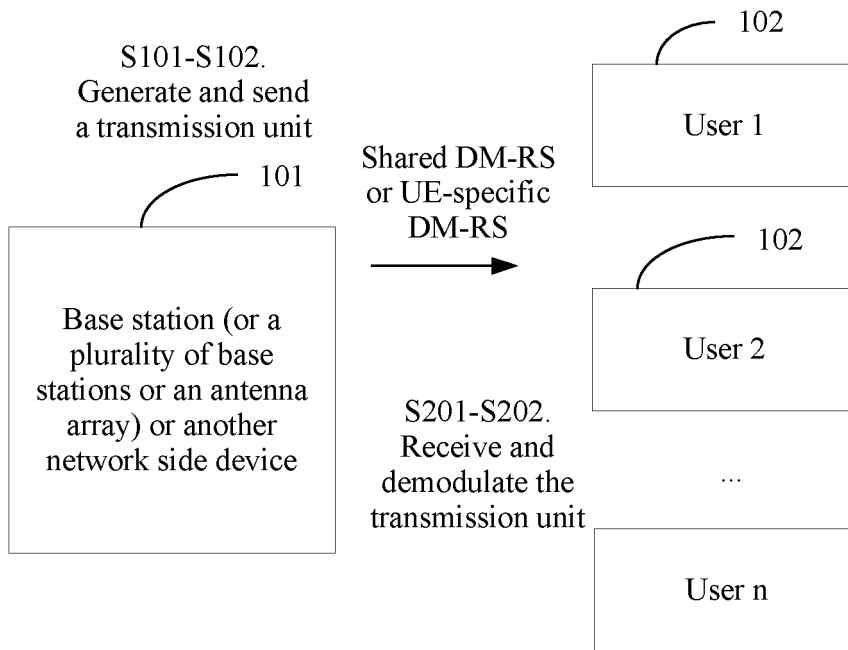 S101-S102.
Generate and send
a transmission unit
101
Base station (or a
plurality of base
stations or an antenna
array) or another
network side device
Shared DM-RS
or UE-specific
DM-RS
S201-S202.
Receive and
demodulate the
transmission unit
102
User 1
102
User 2
...
User n